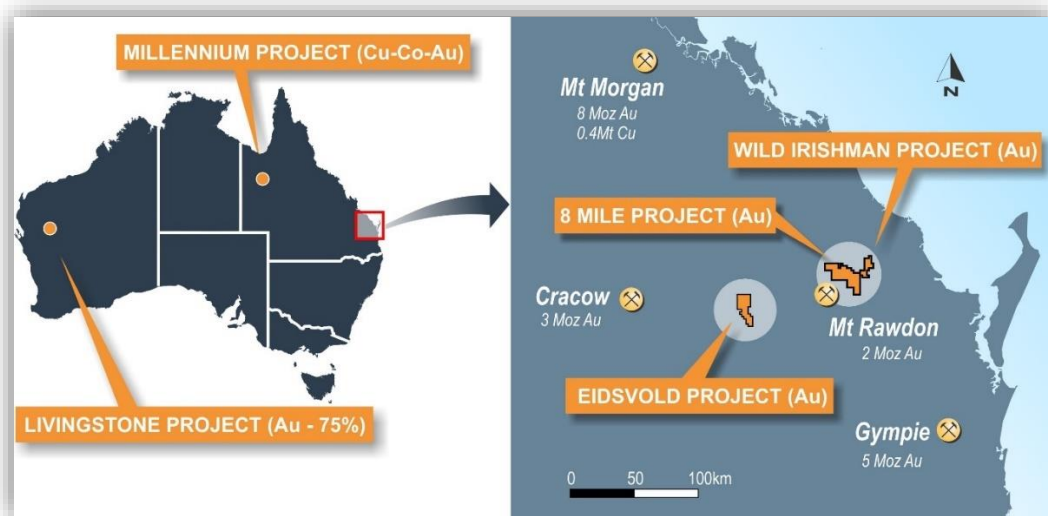 MILLENNIUM PROJECT (Cu-Co-Au)
LIVINGSTONE PROJECT (Au - 75%)
Mt Morgan
8 Moz Au
0.4Mt Cu
N
WILD IRISHMAN PROJECT (Au)
8 MILE PROJECT (Au)
Cracow
3 Moz Au
Mt Rawdon
2 Moz Au
EIDSVOLD PROJECT (Au)
Gympie
5 Moz Au
0 50 100km